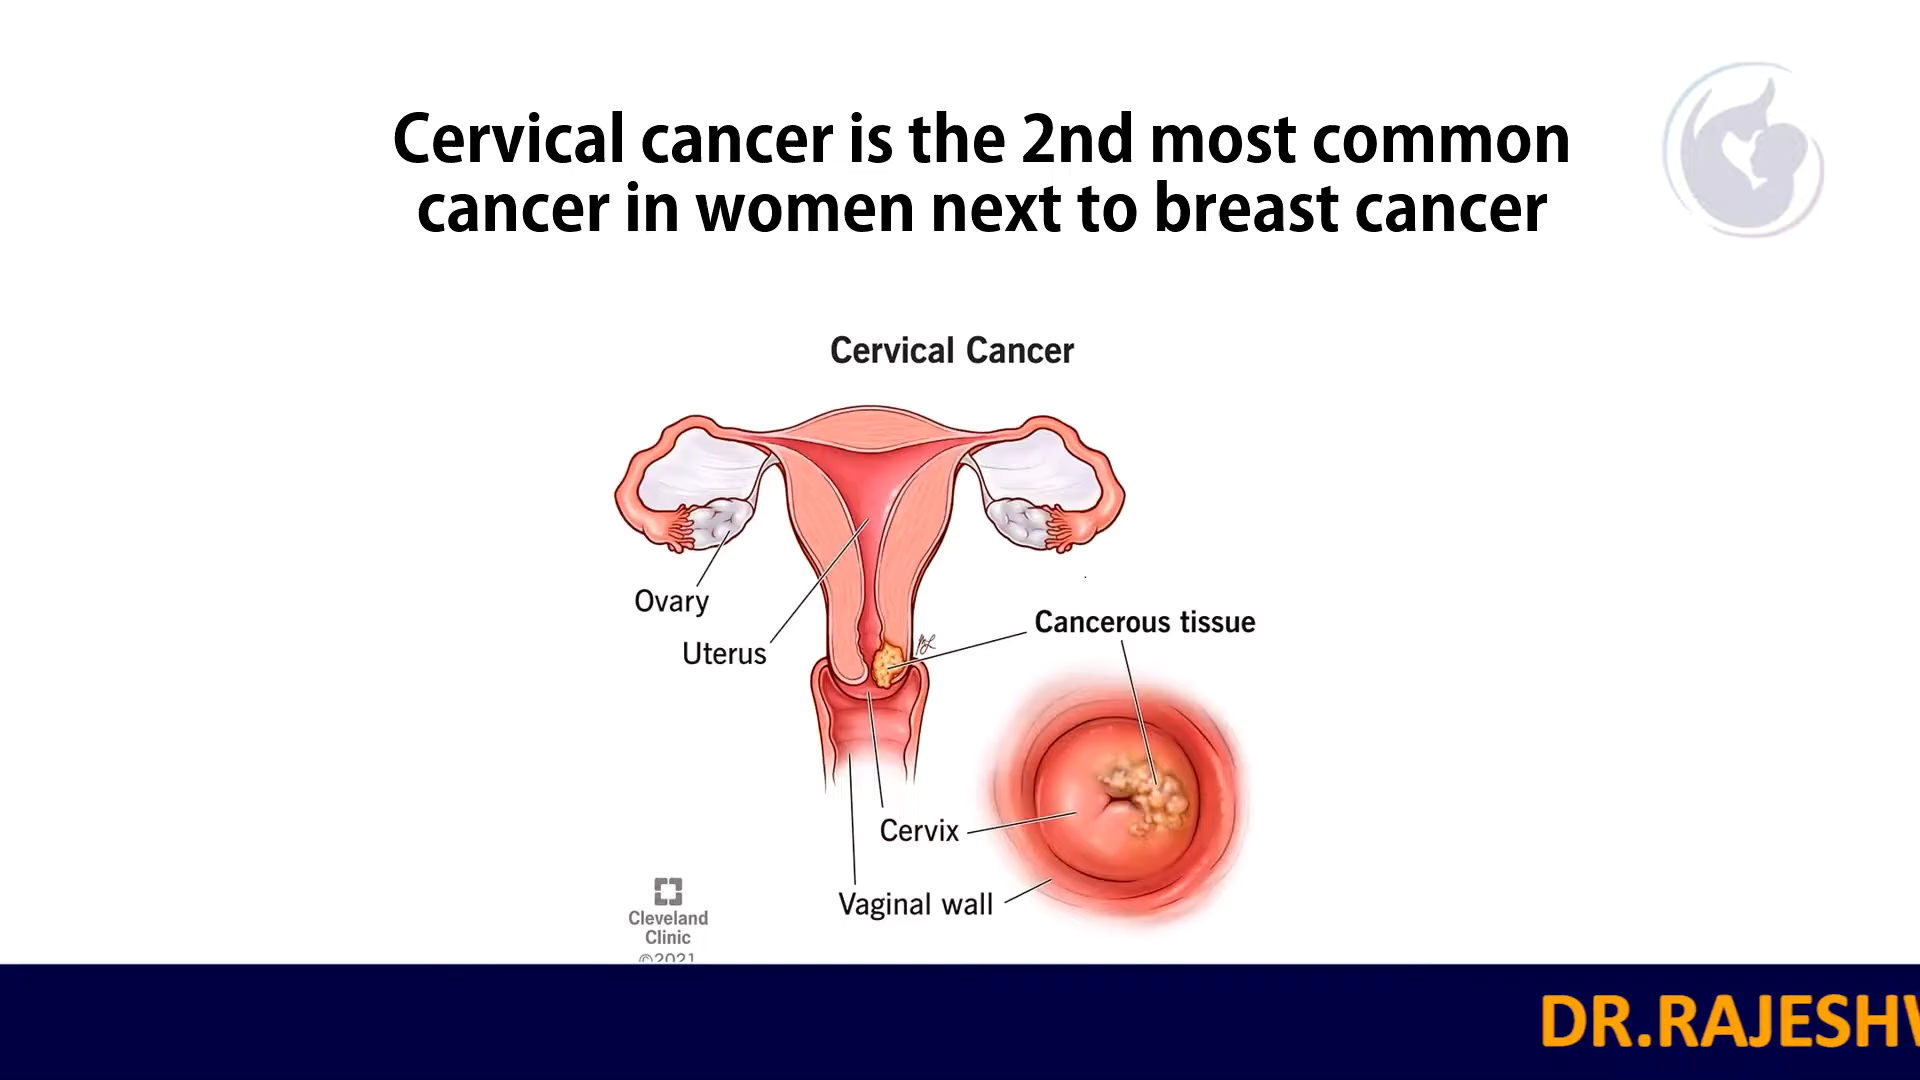 Cervical cancer is the 2nd most common
cancer in women next to breast cancer
Cervical Cancer
Ovary
Uterus
Cancerous tissue
Cervix
Vaginal wall
Cleveland
Clinic
©2021
DR.RAJESH